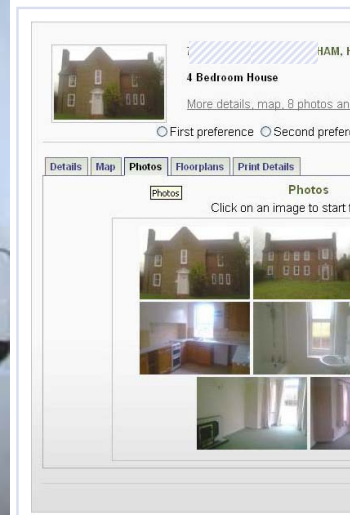 HAM, H
4 Bedroom House
More details, map, 8 photos an
First preference Second prefer
Details Map Photos Floorplans Print Details
Photos
Photos
Click on an image to start